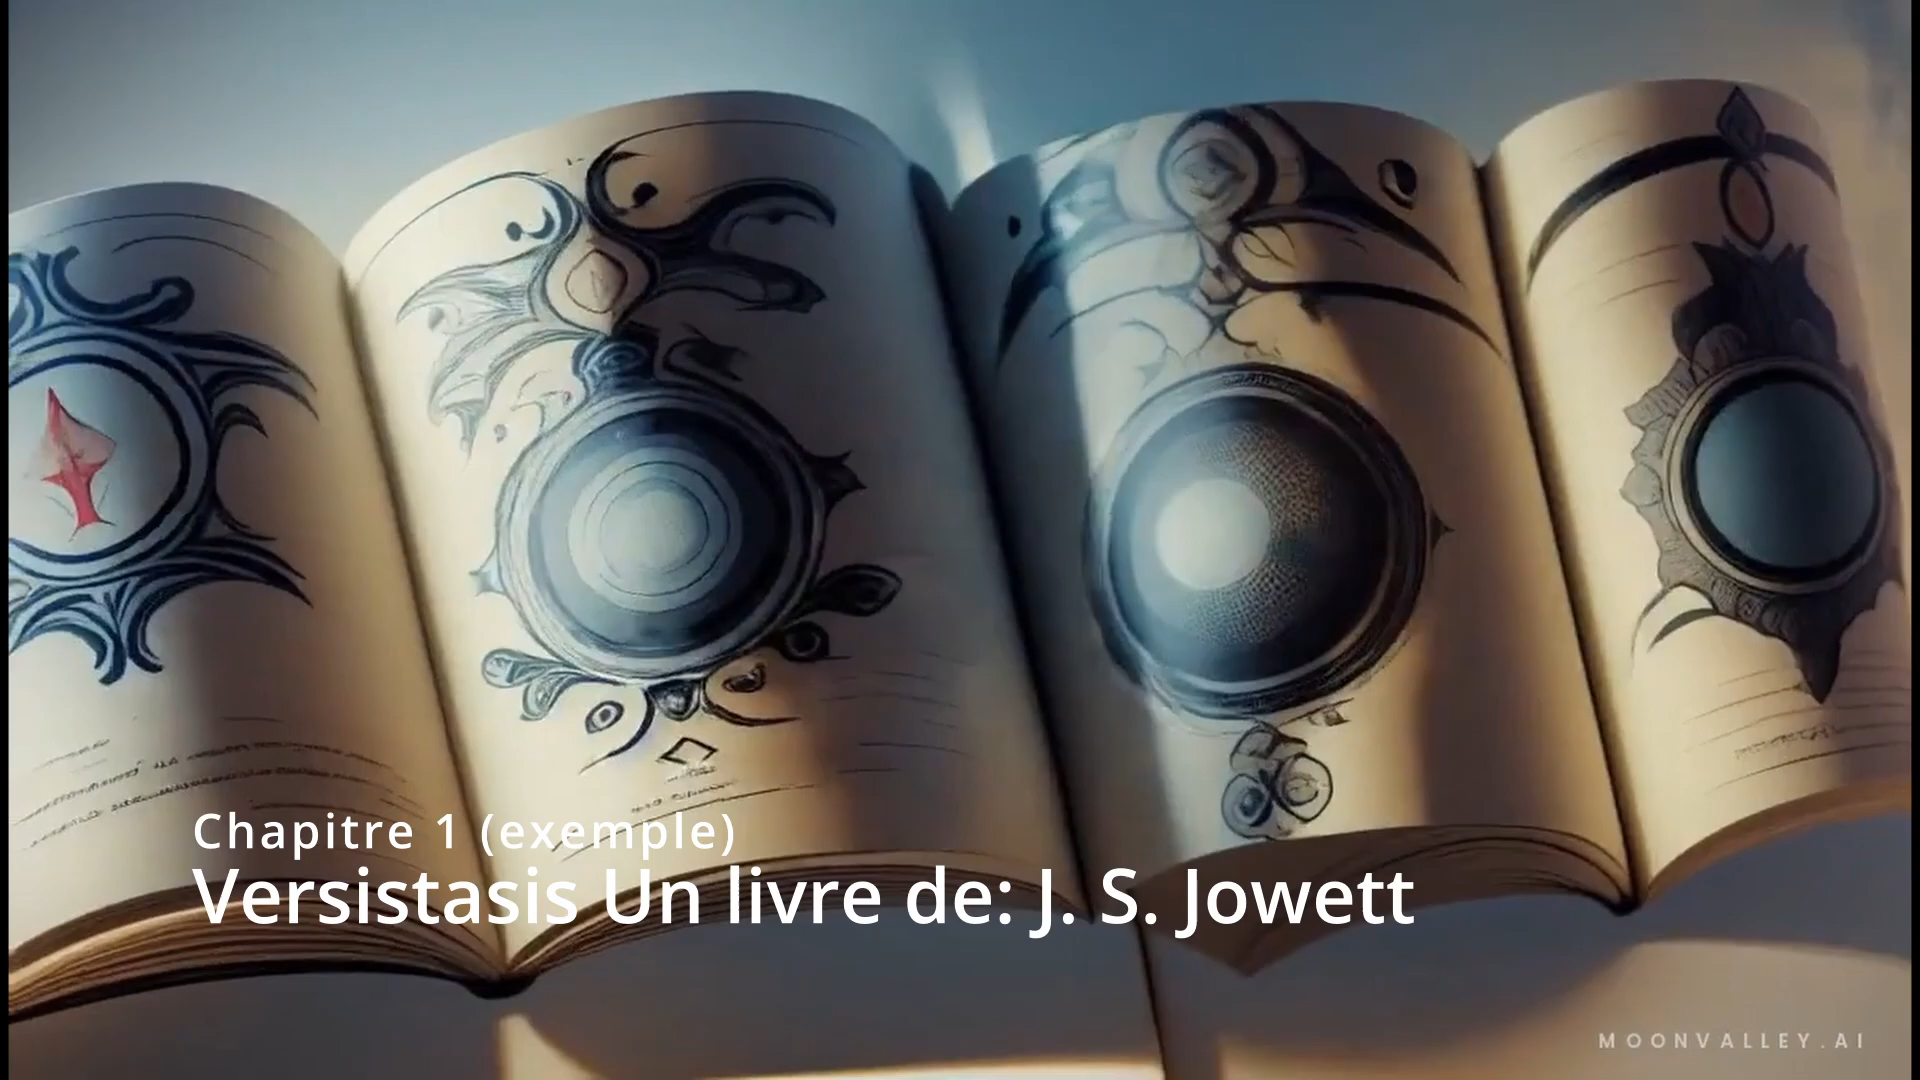 Chapitre 1 (exemple)
Versistasis Un livre de: J. S. Jowett
MOONVALLEY.AI